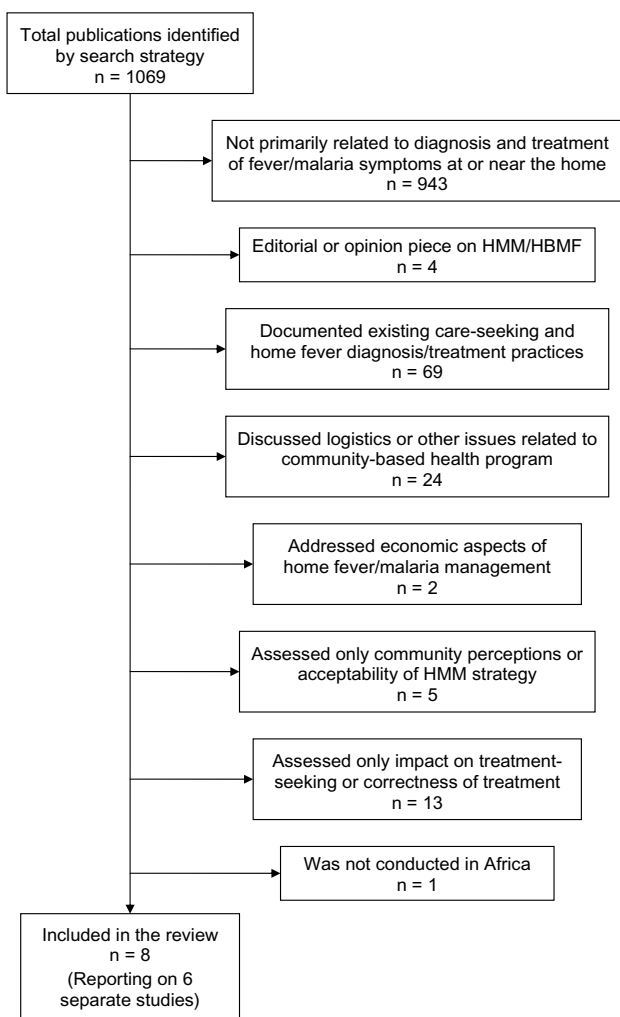 Total publications identified
by search strategy
n = 1069
Not primarily related to diagnosis and treatment
of fever/malaria symptoms at or near the home
n = 943
Editorial or opinion piece on HMM/HBMF
n = 4
Documented existing care-seeking and
home fever diagnosis/treatment practices
n = 69
Discussed logistics or other issues related to
community-based health program
n = 24
Addressed economic aspects of
home fever/malaria management
n = 2
Assessed only community perceptions or
acceptability of HMM strategy
n = 5
Assessed only impact on treatment-
seeking or correctness of treatment
n = 13
Was not conducted in Africa
n = 1
Included in the review
n = 8
(Reporting on 6
separate studies)